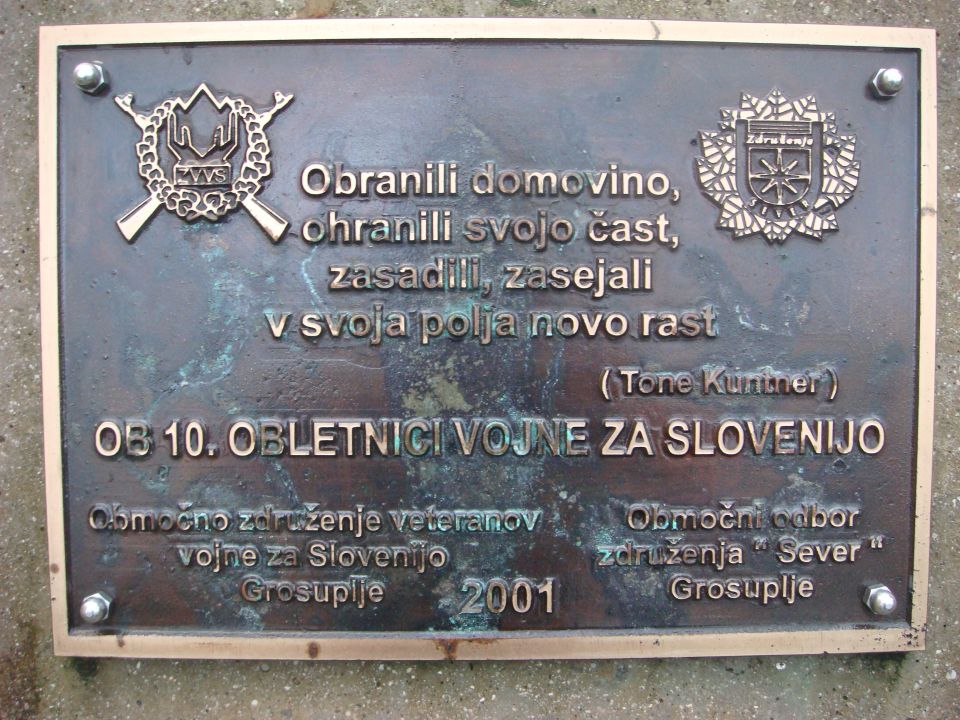 ZVVS
Združenje
SEVER
Obranili domovino,
ohranili svojo čast,
zasadili, zasejali
v svoja polja novo rast
( Tone Kuntner )
OB 10. OBLETNICI VOJNE ZA SLOVENIJO
Območno združenje veteranov
vojne za Slovenijo
Grosuplje
Območni odbor
združenja " Sever "
Grosuplje
2001